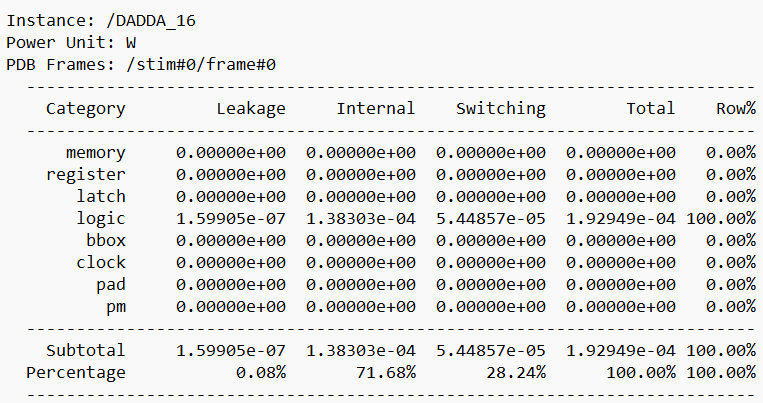 Instance: /DADDA_16
Power Unit: W
PDB Frames: /stim#0/frame#0
-------------------------------------------------------------------------
Category Leakage Internal Switching Total Row%
-------------------------------------------------------------------------
memory 0.00000e+00 0.00000e+00 0.00000e+00 0.00000e+00 0.00%
register 0.00000e+00 0.00000e+00 0.00000e+00 0.00000e+00 0.00%
latch 0.00000e+00 0.00000e+00 0.00000e+00 0.00000e+00 0.00%
logic 1.59905e-07 1.38303e-04 5.44857e-05 1.92949e-04 100.00%
bbox 0.00000e+00 0.00000e+00 0.00000e+00 0.00000e+00 0.00%
clock 0.00000e+00 0.00000e+00 0.00000e+00 0.00000e+00 0.00%
pad 0.00000e+00 0.00000e+00 0.00000e+00 0.00000e+00 0.00%
pm 0.00000e+00 0.00000e+00 0.00000e+00 0.00000e+00 0.00%
-------------------------------------------------------------------------
Subtotal 1.59905e-07 1.38303e-04 5.44857e-05 1.92949e-04 100.00%
Percentage 0.08% 71.68% 28.24% 100.00% 100.00%
-------------------------------------------------------------------------